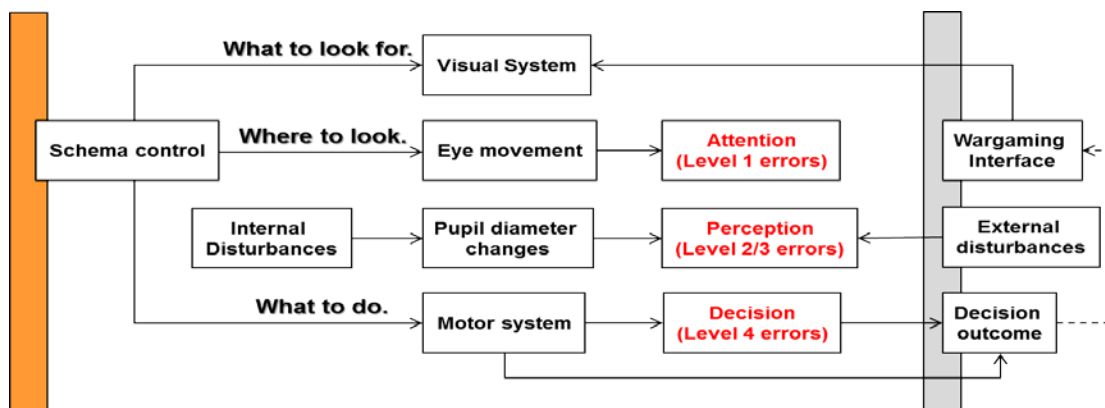 What to look for.
Visual System
Schema control
Where to look.
Eye movement
Attention
(Level 1 errors)
Wargaming
Interface
Internal
Disturbances
Pupil diameter
changes
Perception
(Level 2/3 errors)
External
disturbances
What to do.
Motor system
Decision
(Level 4 errors)
Decision
outcome